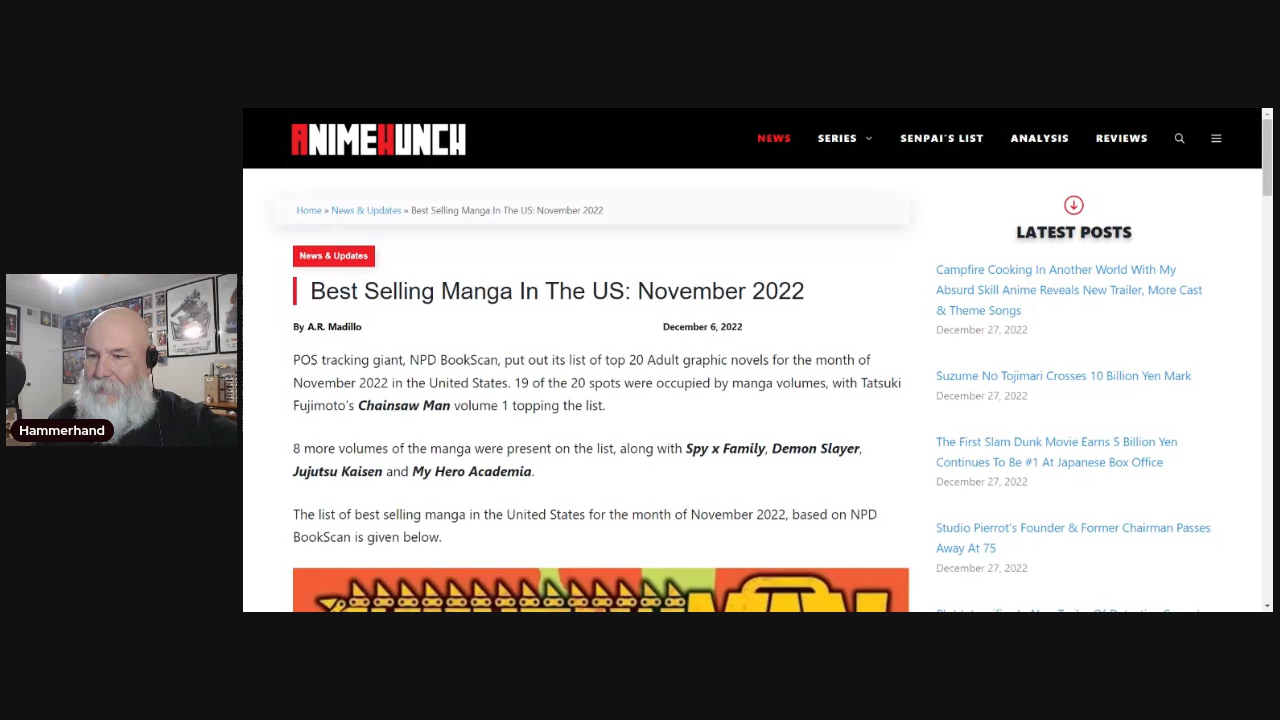 ANIMEHUNCH
NEWS SERIES SENPAI'S LIST ANALYSIS REVIEWS
Home » News & Updates » Best Selling Manga In The US: November 2022
News & Updates
Best Selling Manga In The US: November 2022
By A.R. Madillo December 6, 2022
POS tracking giant, NPD BookScan, put out its list of top 20 Adult graphic novels for the month of
November 2022 in the United States. 19 of the 20 spots were occupied by manga volumes, with Tatsuki
Fujimoto's Chainsaw Man volume 1 topping the list.
8 more volumes of the manga were present on the list, along with Spy x Family, Demon Slayer,
Jujutsu Kaisen and My Hero Academia.
The list of best selling manga in the United States for the month of November 2022, based on NPD
BookScan is given below.
MAN
LATEST POSTS
Campfire Cooking In Another World With My
Absurd Skill Anime Reveals New Trailer, More Cast
& Theme Songs
December 27, 2022
Suzume No Tojimari Crosses 10 Billion Yen Mark
December 27, 2022
The First Slam Dunk Movie Earns 5 Billion Yen
Continues To Be #1 At Japanese Box Office
December 27, 2022
Studio Pierrot's Founder & Former Chairman Passes
Away At 75
December 27, 2022
Hammerhand